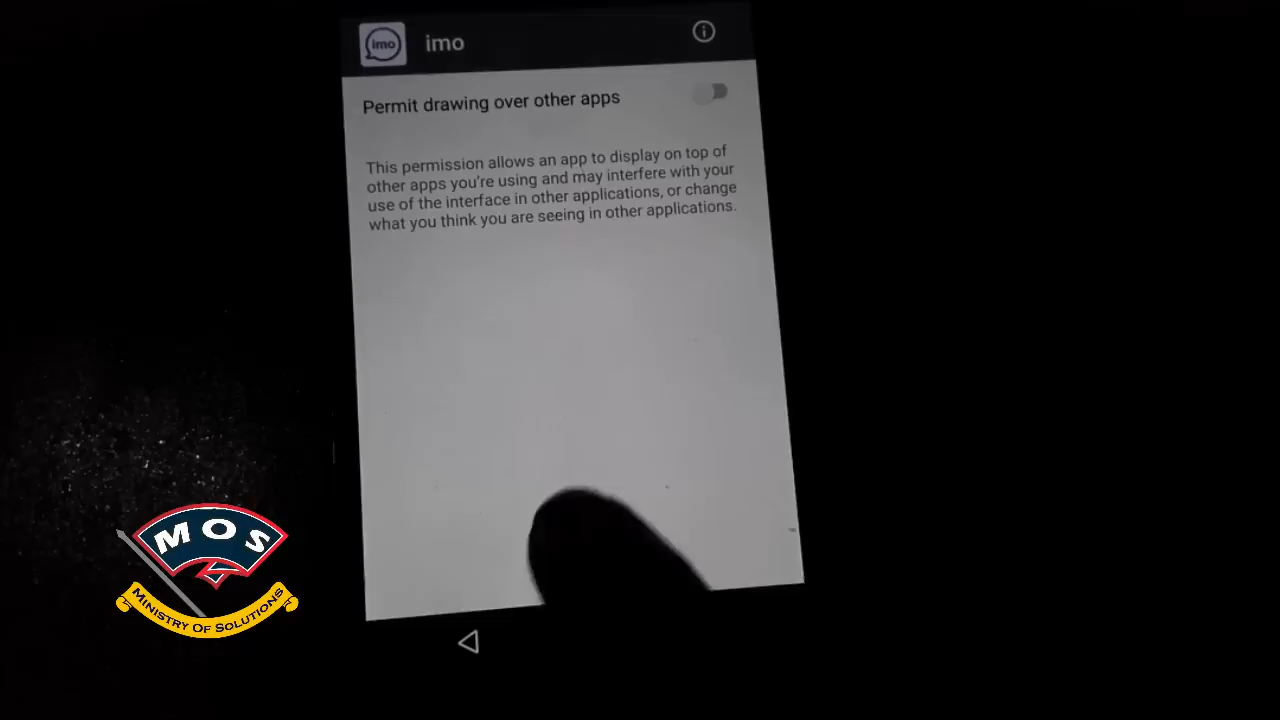 imo
imo
Permit drawing over other apps
This permission allows an app to display on top of
other apps you're using and may interfere with your
use of the interface in other applications, or change
what you think you are seeing in other applications.
MOS
MINISTRY OF SOLUTIONS